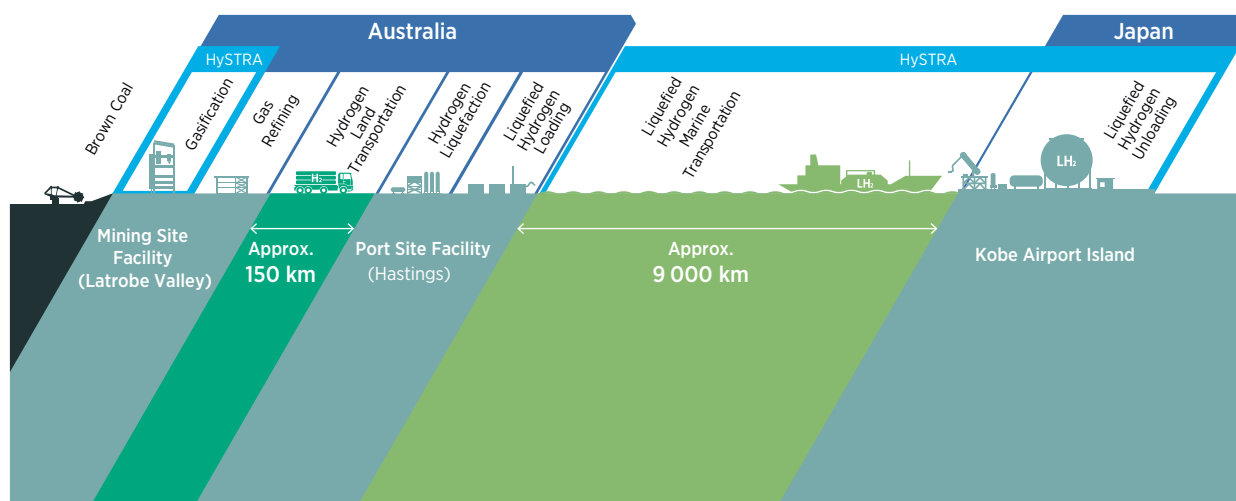 Australia
Japan
HySTRA
HySTRA
Brown Coal
Gasification
Gas
Refining
Hydrogen
Land
Transportation
Hydrogen
Liquefaction
Liquefied
Hydrogen
Loading
Liquefied
Hydrogen
Marine
Transportation
Liquefied
Hydrogen
Unloading
H₂
LH₂
LH₂
Mining Site
Facility
(Latrobe Valley)
Approx.
150 km
Port Site Facility
(Hastings)
Approx.
9 000 km
Kobe Airport Island